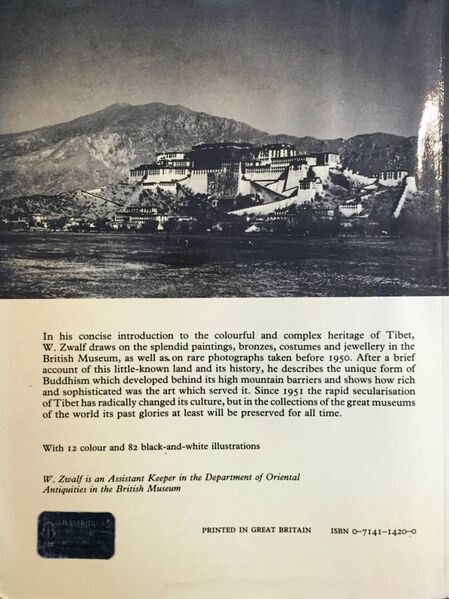 In his concise introduction to the colourful and complex heritage of Tibet,
W. Zwalf draws on the splendid paintings, bronzes, costumes and jewellery in the
British Museum, as well as on rare photographs taken before 1950. After a brief
account of this little-known land and its history, he describes the unique form of
Buddhism which developed behind its high mountain barriers and shows how rich
and sophisticated was the art which served it. Since 1951 the rapid secularisation
of Tibet has radically changed its culture, but in the collections of the great museums
of the world its past glories at least will be preserved for all time.
With 12 colour and 82 black-and-white illustrations
W. Zwalf is an Assistant Keeper in the Department of Oriental
Antiquities in the British Museum
SHAMBHALA
PRINTED IN GREAT BRITAIN ISBN 0-7141-1420-0